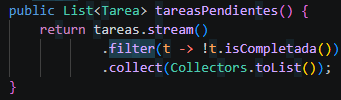 public List<Tarea> tareasPendientes() {
    return tareas.stream()
            .filter(t -> !t.isCompletada())
            .collect(Collectors.toList());
}